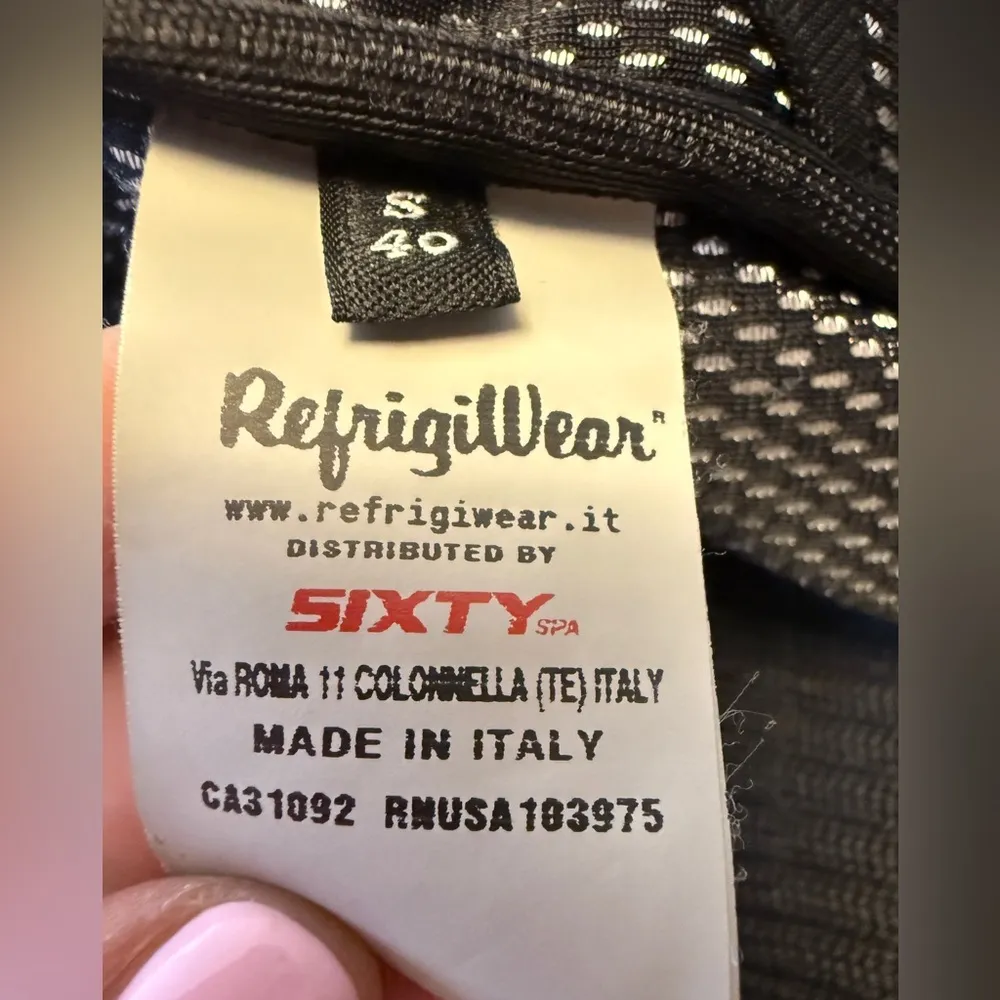 S
40
RefrigiWear®
www.refrigiwear.it
DISTRIBUTED BY
SIXTY SPA
Via ROMA 11 COLONNELLA (TE) ITALY
MADE IN ITALY
CA31092 RNUSA103975